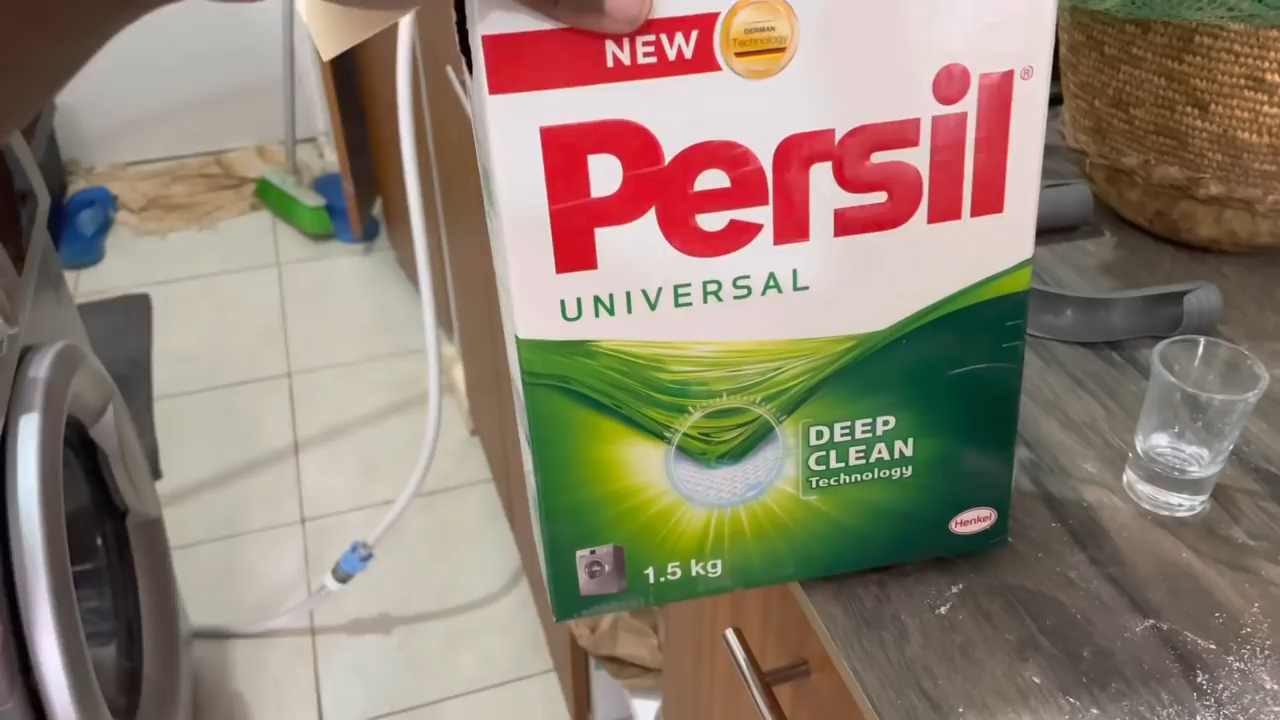 NEW
GERMAN
Technology
Persil®
UNIVERSAL
DEEP
CLEAN
Technology
Henkel
1.5 kg